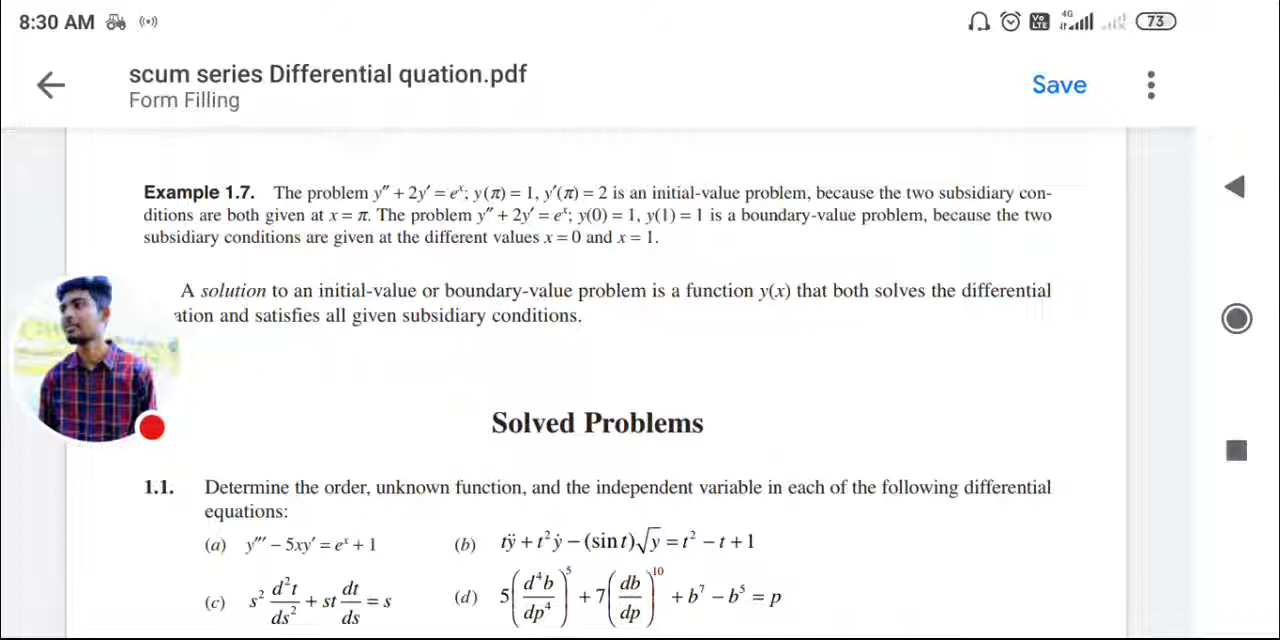 8:30 AM
4G
Vo LTE
73
scum series Differential quation.pdf
Form Filling
Save
Example 1.7. The problem y″ + 2y′ = eˣ; y(π) = 1, y′(π) = 2 is an initial-value problem, because the two subsidiary con-
ditions are both given at x = π. The problem y″ + 2y′ = eˣ; y(0) = 1, y(1) = 1 is a boundary-value problem, because the two
subsidiary conditions are given at the different values x = 0 and x = 1.
A solution to an initial-value or boundary-value problem is a function y(x) that both solves the differential
ation and satisfies all given subsidiary conditions.
Solved Problems
1.1. Determine the order, unknown function, and the independent variable in each of the following differential
equations:
(a) y‴ − 5xy′ = eˣ + 1 (b) tÿ + t²ẏ − (sin t)√y = t² − t + 1
(c) s² d²t/ds² + st dt/ds = s (d) 5(d⁴b/dp⁴)⁵ + 7(db/dp)¹⁰ + b⁷ − b⁵ = p